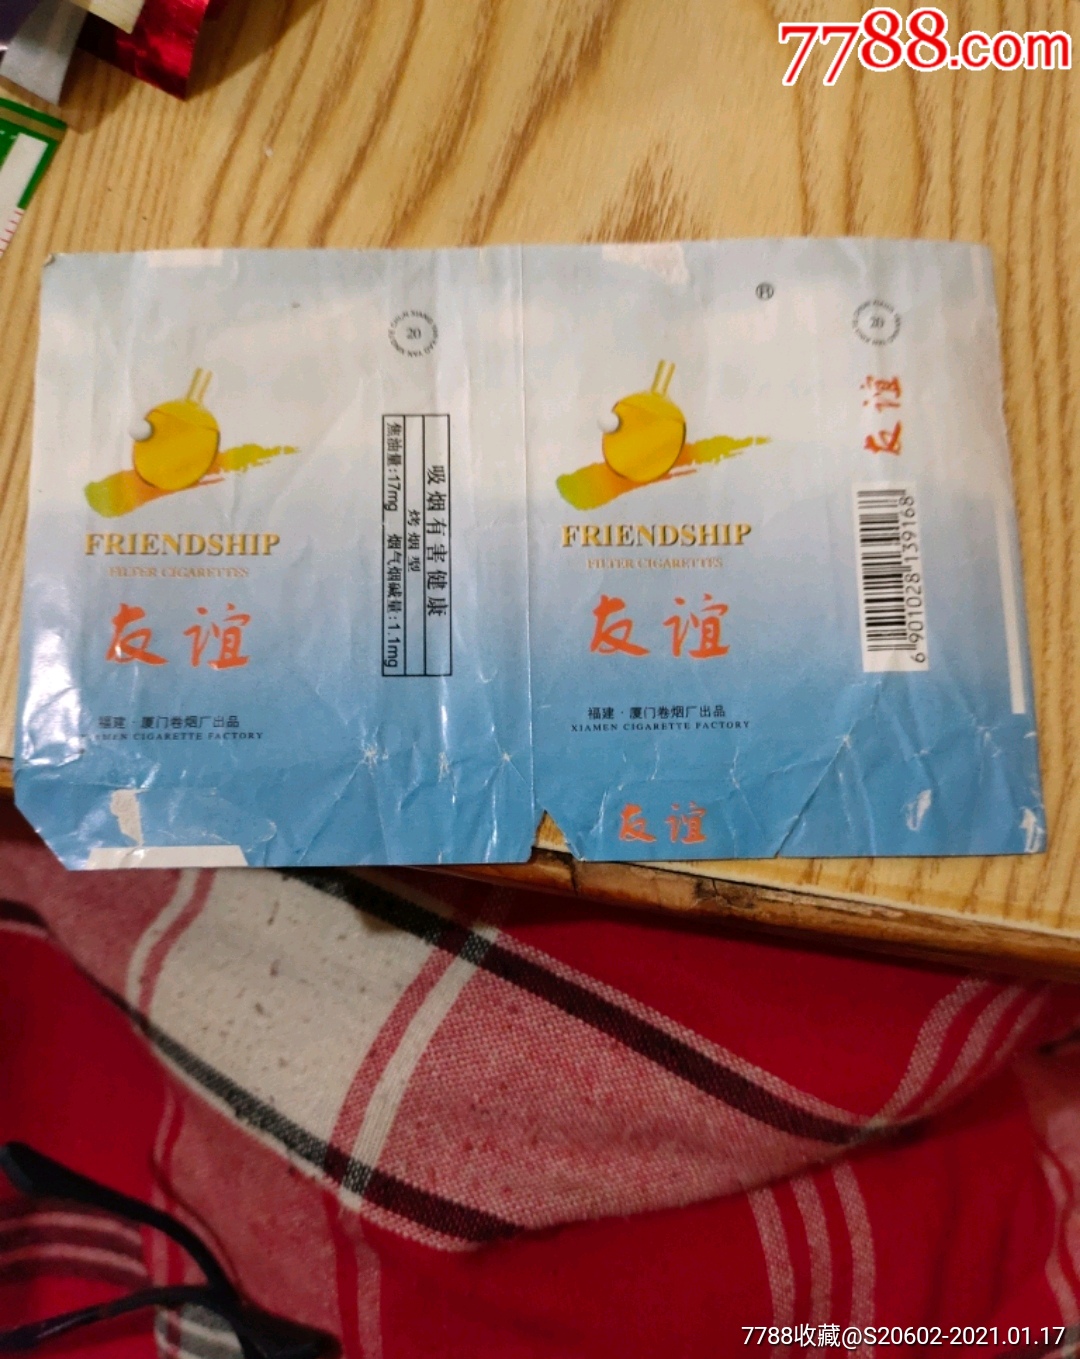 7788.com
®
20
20
友谊
FRIENDSHIP
FILTER CIGARETTES
友谊
福建·厦门卷烟厂出品
CIGARETTE FACTORY
吸烟有害健康
烤烟型
焦油量:17mg 烟气烟碱量:1.1mg
FRIENDSHIP
FILTER CIGARETTES
友谊
福建·厦门卷烟厂出品
XIAMEN CIGARETTE FACTORY
友谊
6 901028 139168
7788收藏@S20602-2021.01.17